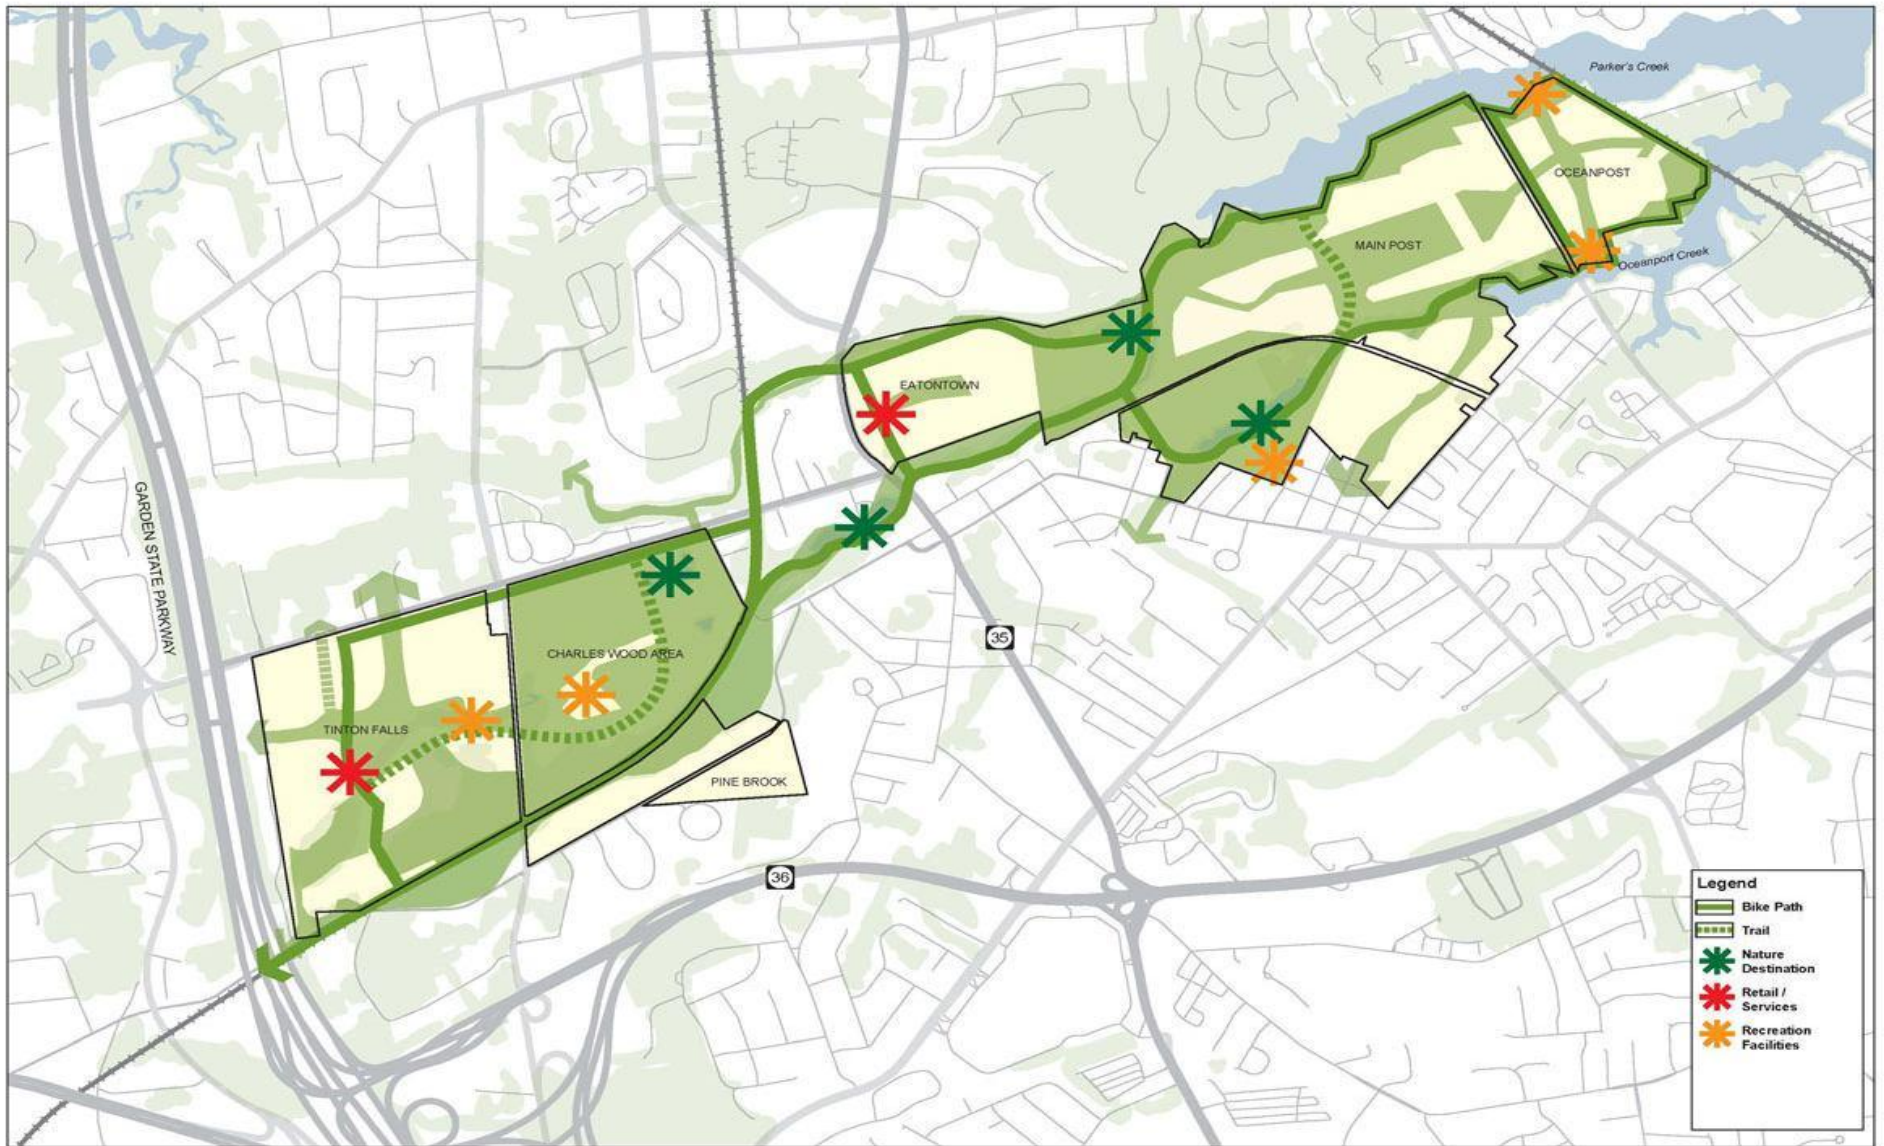 Parker's Creek
OCEANPOST
MAIN POST
Oceanport Creek
EATONTOWN
GARDEN STATE PARKWAY
35
CHARLES WOOD AREA
TINTON FALLS
PINE BROOK
36
Legend
Bike Path
Trail
Nature
Destination
Retail /
Services
Recreation
Facilities